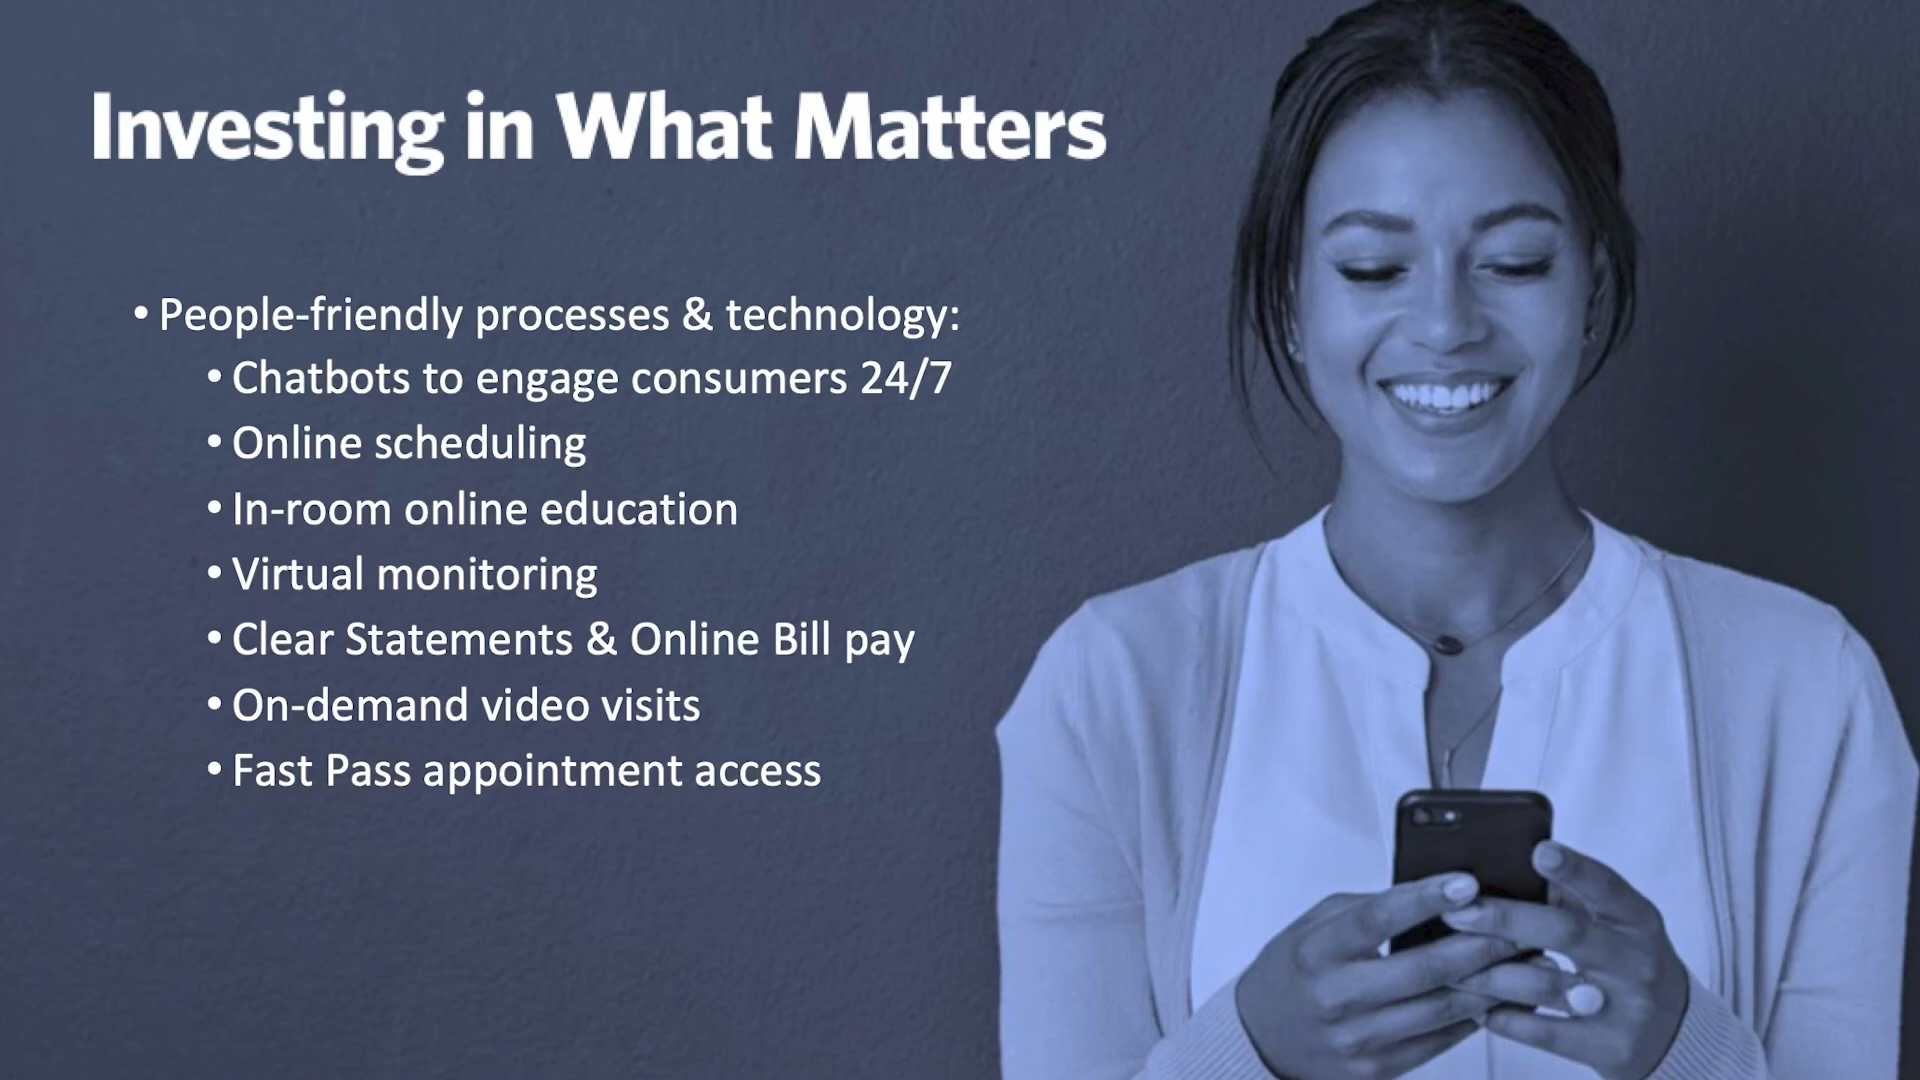 Investing in What Matters
• People-friendly processes & technology:
• Chatbots to engage consumers 24/7
• Online scheduling
• In-room online education
• Virtual monitoring
• Clear Statements & Online Bill pay
• On-demand video visits
• Fast Pass appointment access